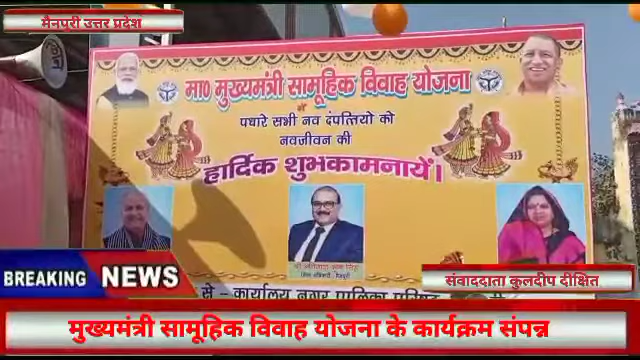 मैनपुरी उत्तर प्रदेश
मा0 मुख्यमंत्री सामूहिक विवाह योजना
में
पधारे सभी नव दंपत्तियो को
नवजीवन की
हार्दिक शुभकामनायें।
BREAKING NEWS
संवाददाता कुलदीप दीक्षित
से - कार्यालय नगर पालिका परिषद
मुख्यमंत्री सामूहिक विवाह योजना के कार्यक्रम संपन्न